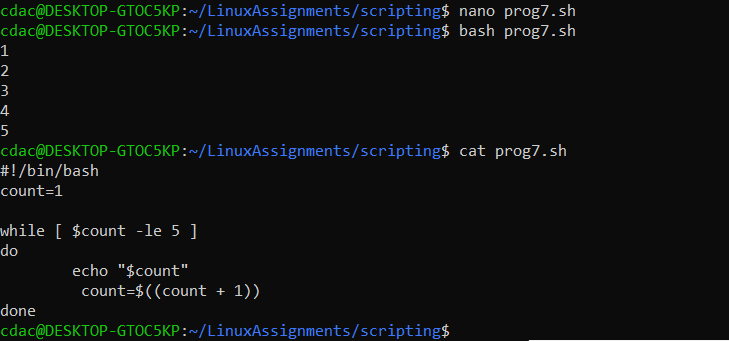 cdac@DESKTOP-GTOC5KP:~/LinuxAssignments/scripting$ nano prog7.sh
cdac@DESKTOP-GTOC5KP:~/LinuxAssignments/scripting$ bash prog7.sh
1
2
3
4
5
cdac@DESKTOP-GTOC5KP:~/LinuxAssignments/scripting$ cat prog7.sh
#!/bin/bash
count=1

while [ $count -le 5 ]
do
        echo "$count"
         count=$((count + 1))
done
cdac@DESKTOP-GTOC5KP:~/LinuxAssignments/scripting$